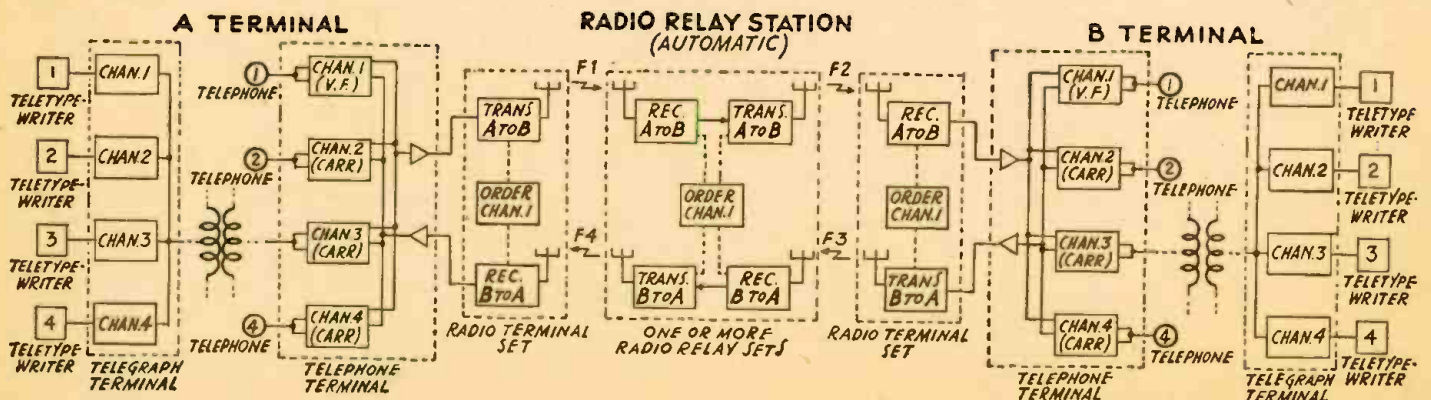 A TERMINAL
RADIO RELAY STATION
(AUTOMATIC)
B TERMINAL
1
TELETYPE-
WRITER
2
TELETYPE-
WRITER
3
TELETYPE-
WRITER
4
TELETYPE-
WRITER
CHAN.1
CHAN.2
CHAN.3
CHAN.4
TELEGRAPH
TERMINAL
1
TELEPHONE
2
TELEPHONE
4
TELEPHONE
CHAN.1
(V.F.)
CHAN.2
(CARR)
CHAN.3
(CARR)
CHAN.4
(CARR)
TELEPHONE
TERMINAL
TRANS
A TO B
ORDER
CHAN.1
REC.
B TO A
RADIO TERMINAL
SET
F1
F4
REC.
A TO B
TRANS.
A TO B
ORDER
CHAN.1
TRANS.
B TO A
REC.
B TO A
ONE OR MORE
RADIO RELAY SETS
F2
F3
REC.
A TO B
ORDER
CHAN.1
TRANS
B TO A
RADIO TERMINAL
SET
CHAN.1
(V.F.)
CHAN.2
(CARR)
CHAN.3
(CARR)
CHAN.4
(CARR)
TELEPHONE
TERMINAL
1
TELEPHONE
2
TELEPHONE
4
TELEPHONE
CHAN.1
CHAN.2
CHAN.3
CHAN.4
TELEGRAPH
TERMINAL
1
TELETYPE
WRITER
2
TELETYPE-
WRITER
3
TELETYPE-
WRITER
4
TELETYPE-
WRITER